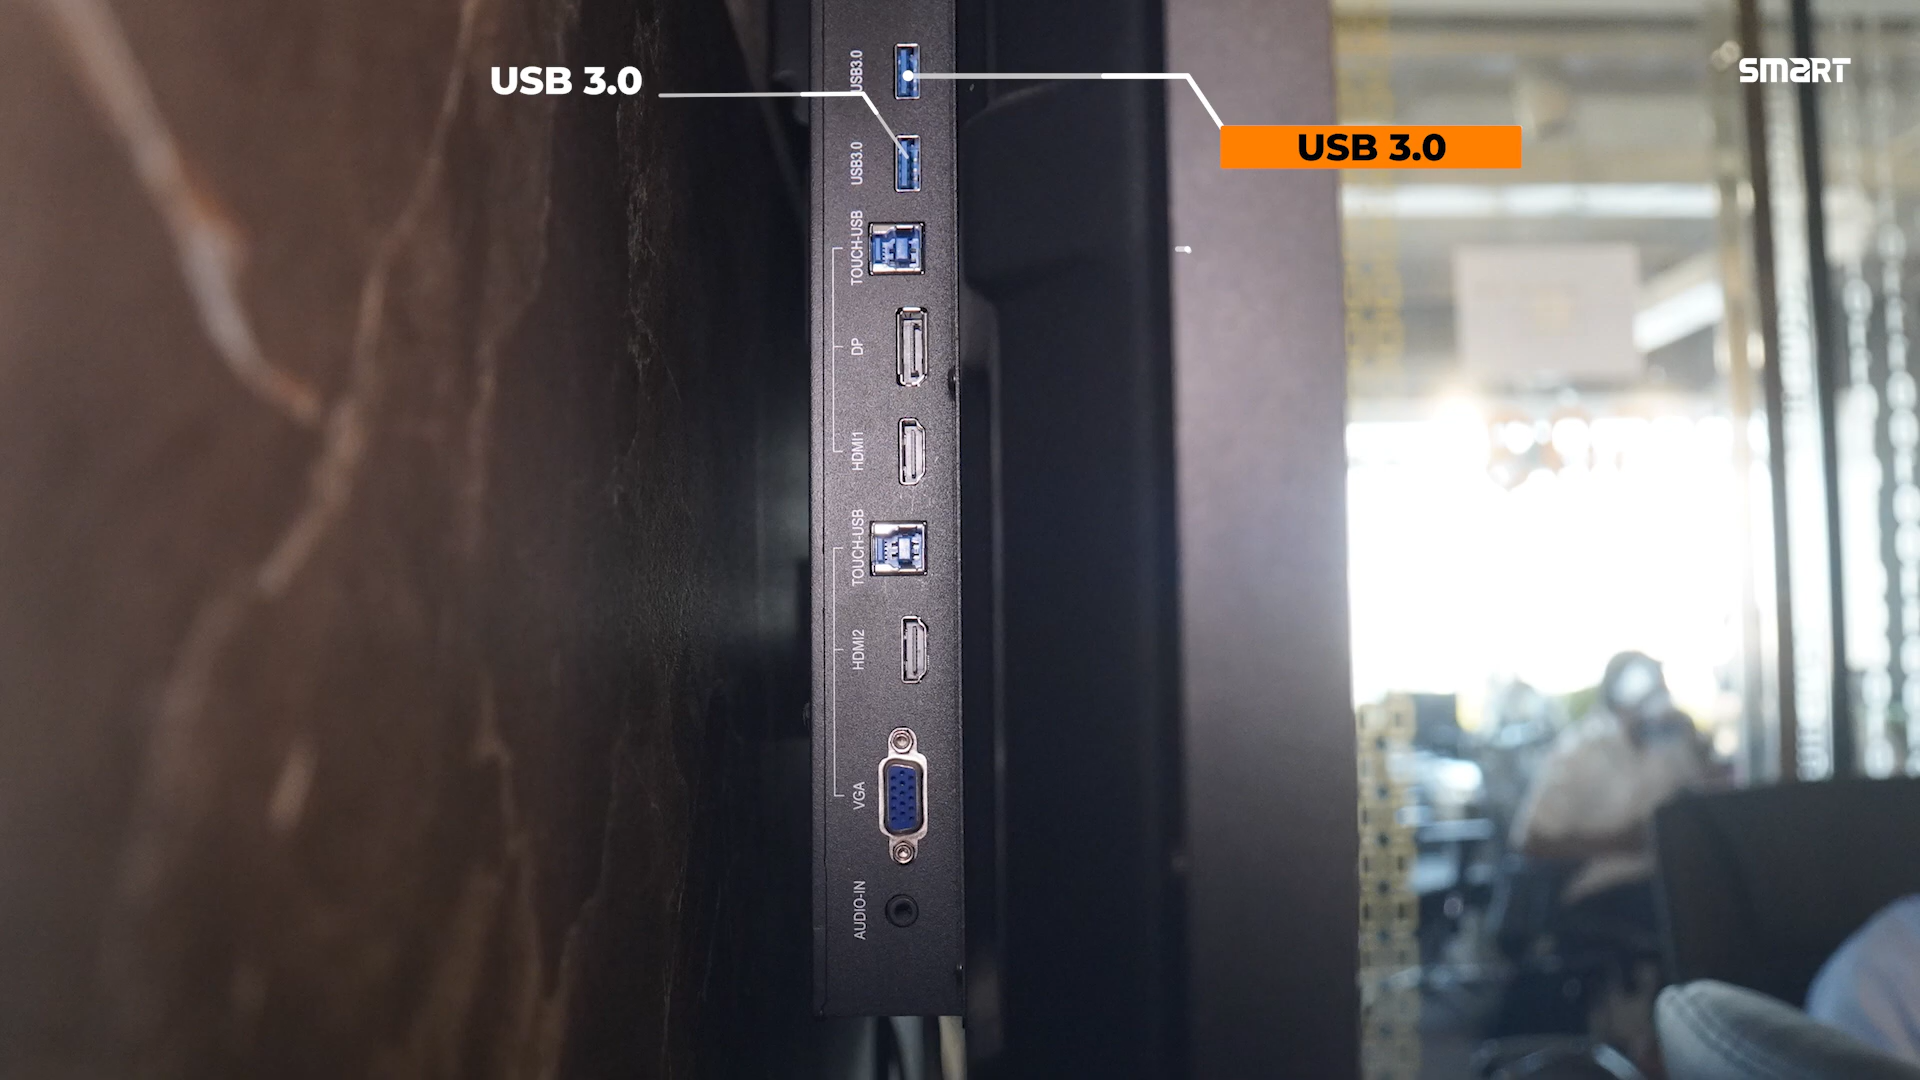 USB 3.0
USB3.0
SMART
USB 3.0
USB3.0
TOUCH-USB
DP
HDMI1
TOUCH-USB
HDMI2
VGA
AUDIO-IN